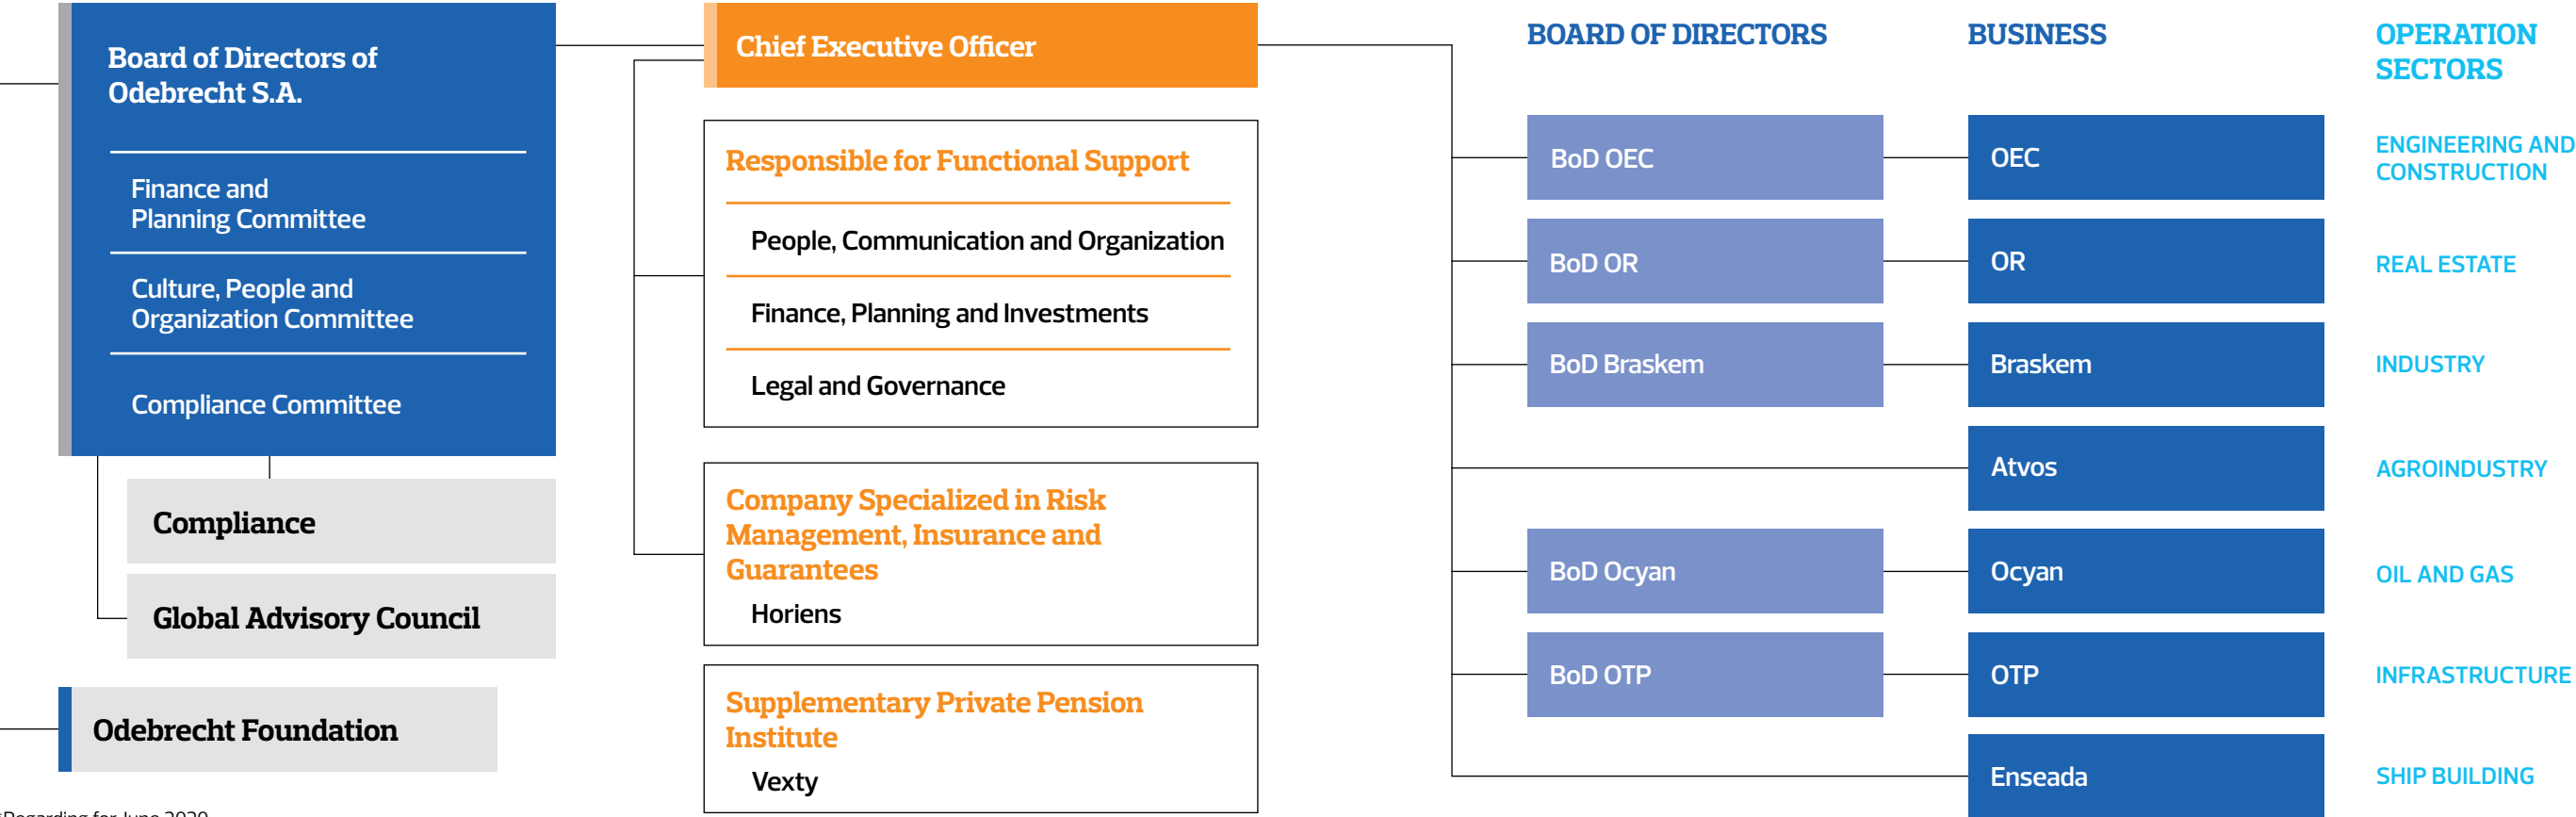 Board of Directors of
Odebrecht S.A.
Finance and
Planning Committee
Culture, People and
Organization Committee
Compliance Committee
Compliance
Global Advisory Council
Odebrecht Foundation
Chief Executive Officer
Responsible for Functional Support
People, Communication and Organization
Finance, Planning and Investments
Legal and Governance
Company Specialized in Risk
Management, Insurance and
Guarantees
Horiens
Supplementary Private Pension
Institute
Vexty
BOARD OF DIRECTORS
BUSINESS
OPERATION
SECTORS
BoD OEC
OEC
ENGINEERING AND
CONSTRUCTION
BoD OR
OR
REAL ESTATE
BoD Braskem
Braskem
INDUSTRY
Atvos
AGROINDUSTRY
BoD Ocyan
Ocyan
OIL AND GAS
BoD OTP
OTP
INFRASTRUCTURE
Enseada
SHIP BUILDING
*Regarding for June 2020